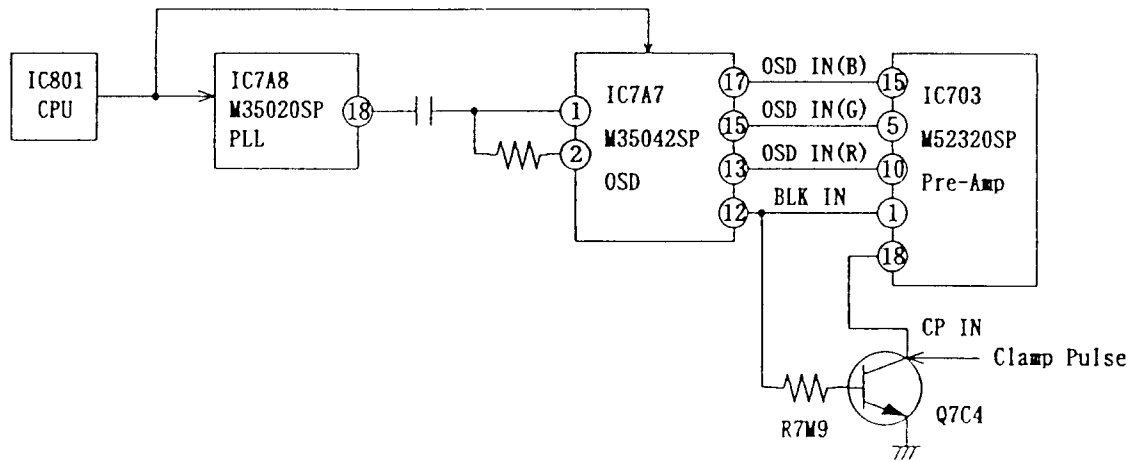 IC801
CPU
IC7A8
M35020SP
PLL
18
1
2
IC7A7
M35042SP
OSD
17
15
13
12
OSD IN(B)
OSD IN(G)
OSD IN(R)
BLK IN
15
5
10
1
18
IC703
M52320SP
Pre-Amp
CP IN
Clamp Pulse
R7M9
Q7C4